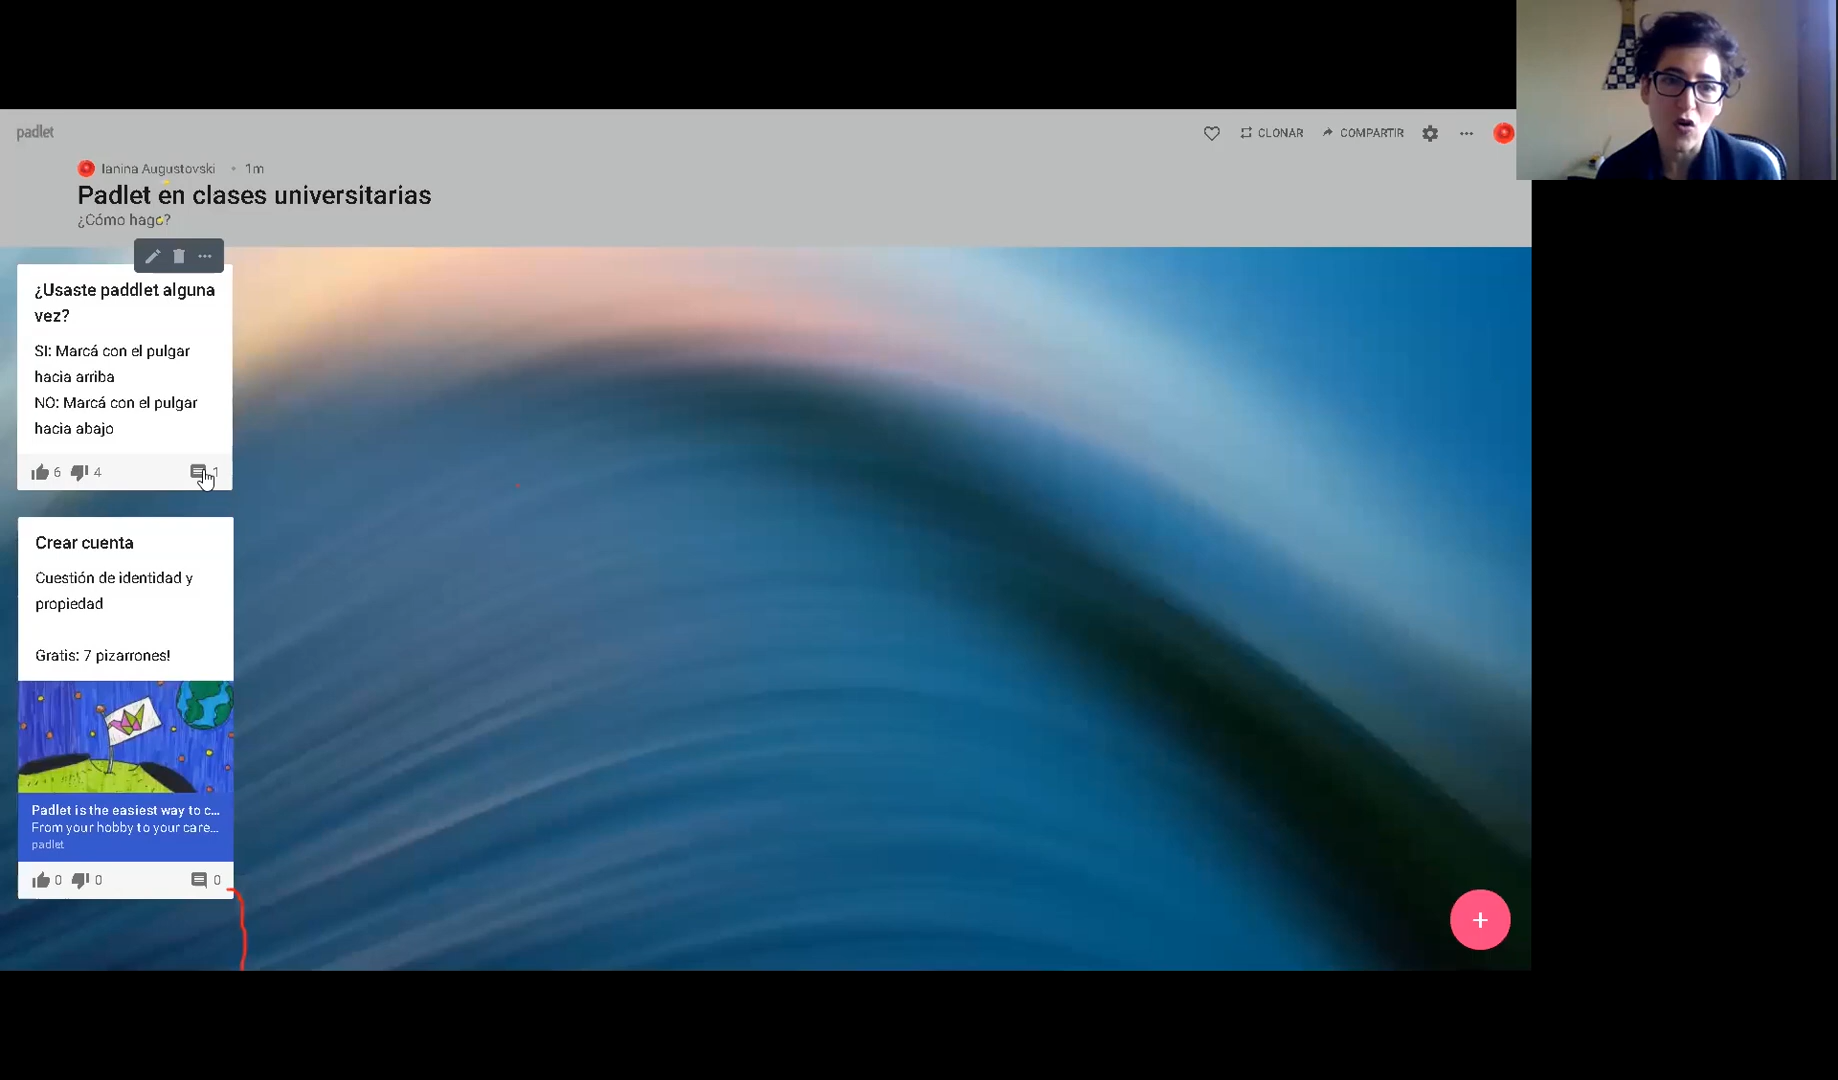 padlet
CLONAR
COMPARTIR
Ianina Augustovski • 1m
Padlet en clases universitarias
¿Cómo hago?
¿Usaste paddlet alguna
vez?
SI: Marcá con el pulgar
hacia arriba
NO: Marcá con el pulgar
hacia abajo
6 4 1
Crear cuenta
Cuestión de identidad y
propiedad
Gratis: 7 pizarrones!
Padlet is the easiest way to c...
From your hobby to your care...
padlet
0 0 0